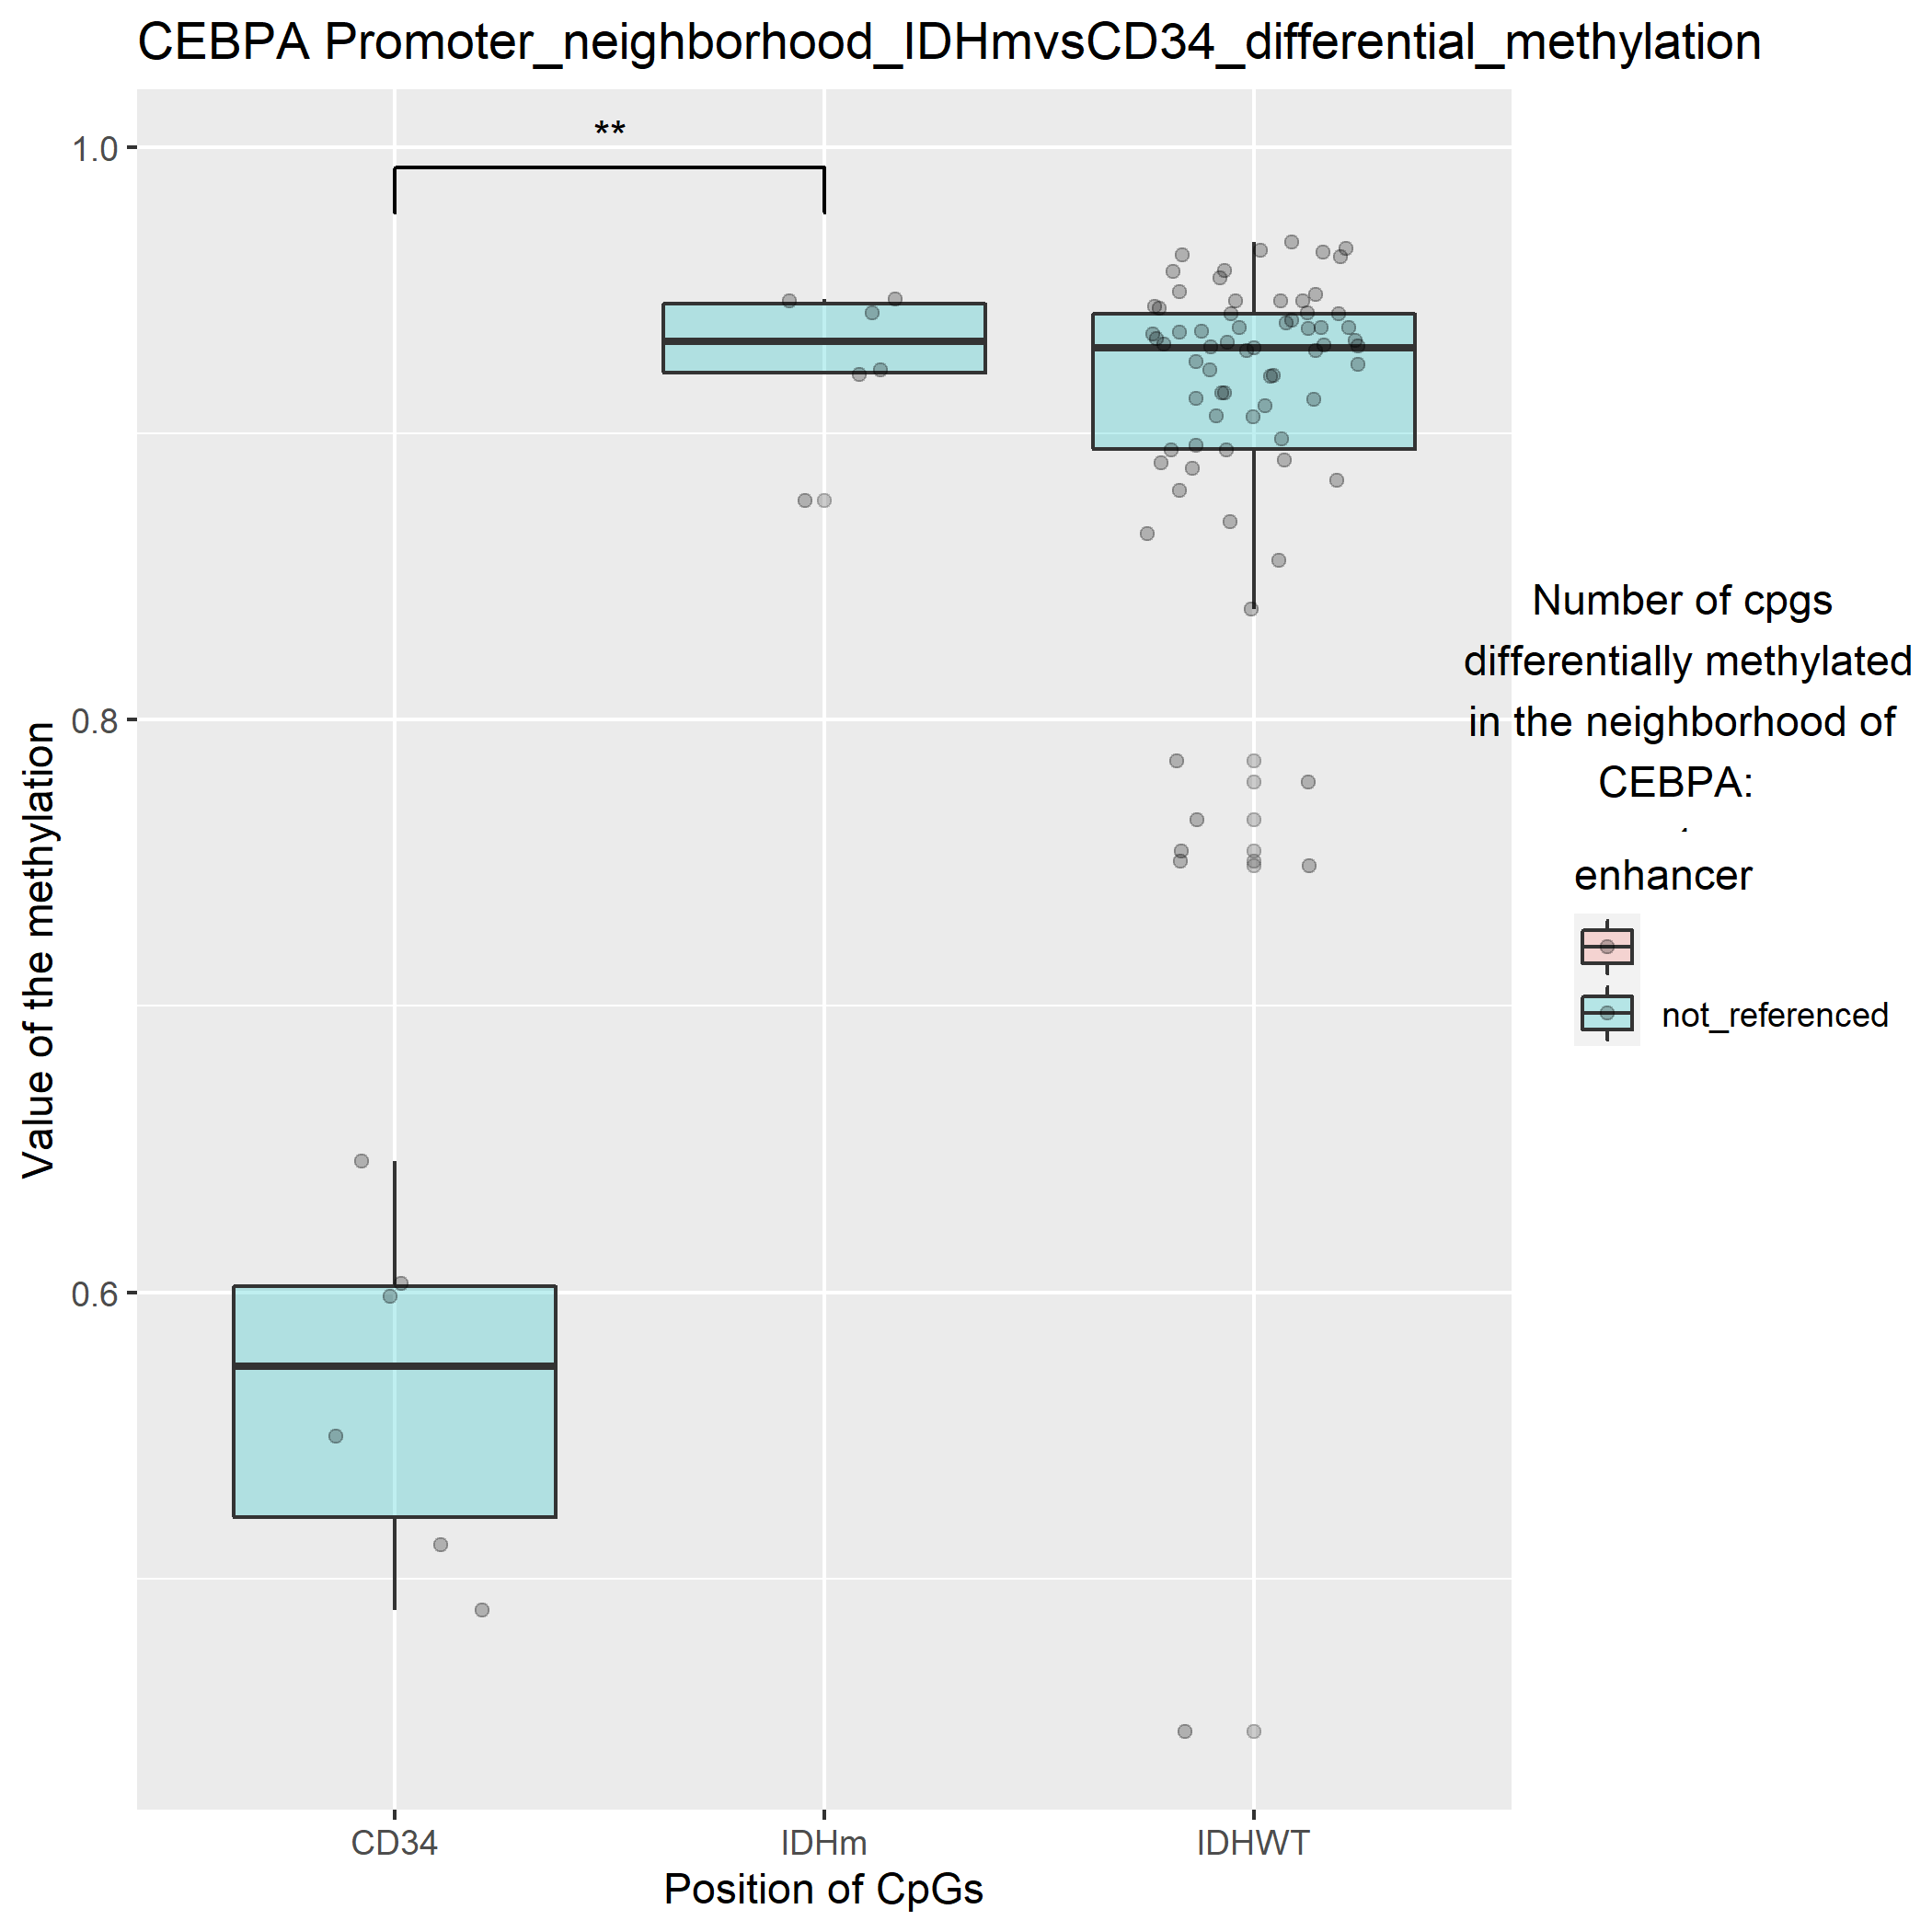 CEBPA Promoter_neighborhood_IDHmvsCD34_differential_methylation
**
1.0
0.8
0.6
Value of the methylation
CD34
IDHm
IDHWT
Position of CpGs
Number of cpgs
differentially methylated
in the neighborhood of
CEBPA:
enhancer
not_referenced